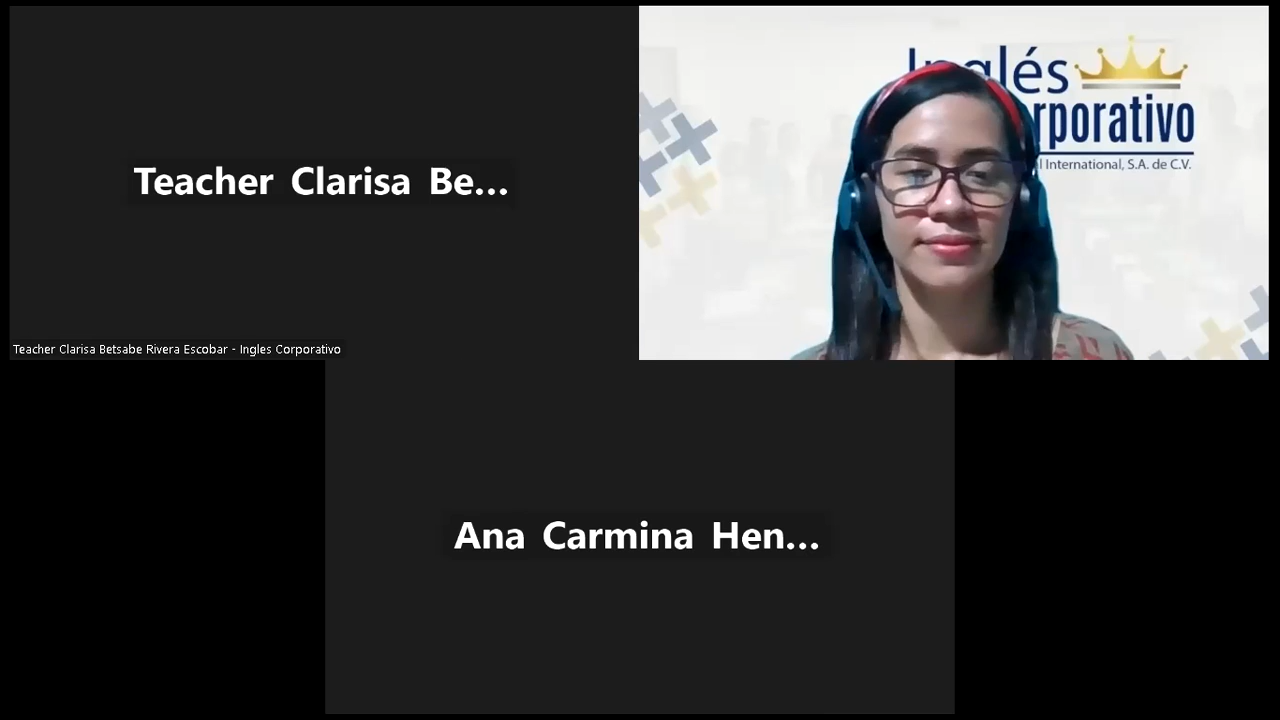 Teacher Clarisa Be...
Teacher Clarisa Betsabe Rivera Escobar - Ingles Corporativo
Inglés
rporativo
l International, S.A. de C.V.
Ana Carmina Hen...